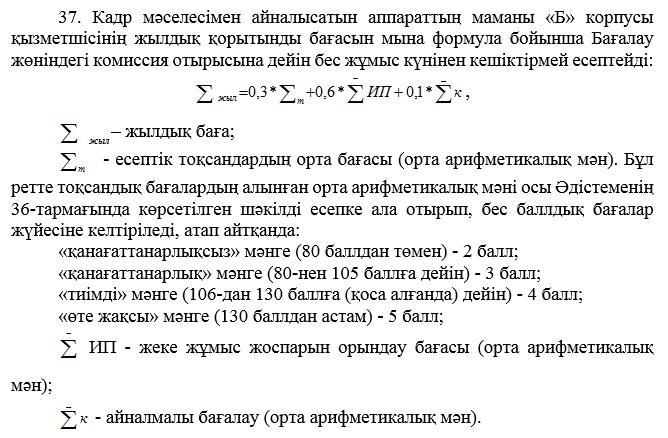 37. Кадр мәселесімен айналысатын аппараттың маманы «Б» корпусы
қызметшісінің жылдық қорытынды бағасын мына формула бойынша Бағалау
жөніндегі комиссия отырысына дейін бес жұмыс күнінен кешіктірмей есептейді:
∑ жыл=0,3*∑т+0,6*∑̄ ИП+0,1*∑̄ к ,
∑ жыл – жылдық баға;
∑т - есептік тоқсандардың орта бағасы (орта арифметикалық мән). Бұл
ретте тоқсандық бағалардың алынған орта арифметикалық мәні осы Әдістеменің
36-тармағында көрсетілген шәкілді есепке ала отырып, бес баллдық бағалар
жүйесіне келтіріледі, атап айтқанда:
«қанағаттанарлықсыз» мәнге (80 баллдан төмен) - 2 балл;
«қанағаттанарлық» мәнге (80-нен 105 баллға дейін) - 3 балл;
«тиімді» мәнге (106-дан 130 баллға (қоса алғанда) дейін) - 4 балл;
«өте жақсы» мәнге (130 баллдан астам) - 5 балл;
∑̄ ИП - жеке жұмыс жоспарын орындау бағасы (орта арифметикалық
мән);
∑̄ к - айналмалы бағалау (орта арифметикалық мән).